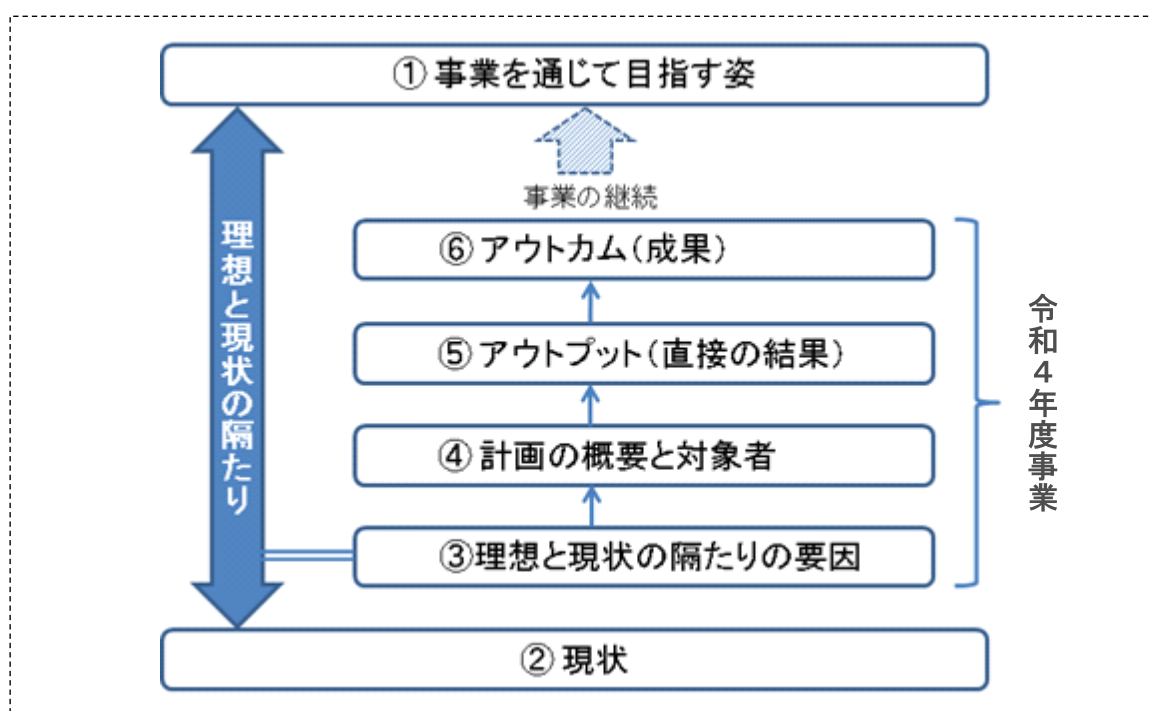 ① 事業を通じて目指す姿
事業の継続
理想と現状の隔たり
⑥ アウトカム（成果）
⑤ アウトプット（直接の結果）
④ 計画の概要と対象者
③理想と現状の隔たりの要因
令和４年度事業
② 現状